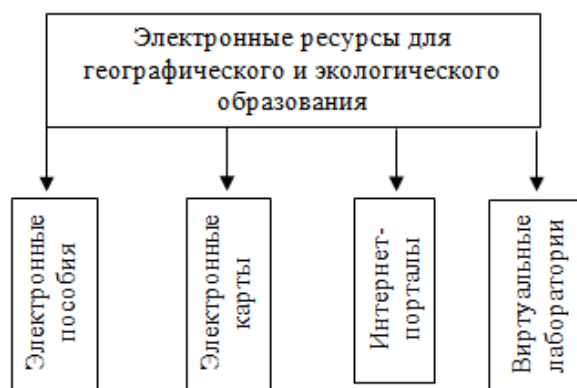 Электронные ресурсы для
географического и экологического
образования
Электронные
пособия
Электронные
карты
Интернет-
порталы
Виртуальные
лаборатории